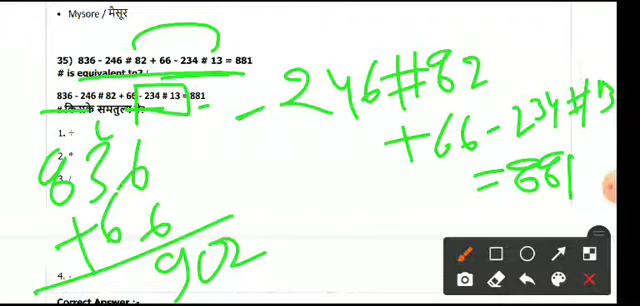 • Mysore / मैसूर
35) 836 - 246 # 82 + 66 - 234 # 13 = 881
# is equivalent to? /
836 - 246 # 82 + 66 - 234 # 13 = 881
# किसके समतुल्य है?
1. ÷
2. *
3. /
4. -
Correct Answer :-
- 246#82
+ 66 - 234 # 13
= 881
836
+66
902